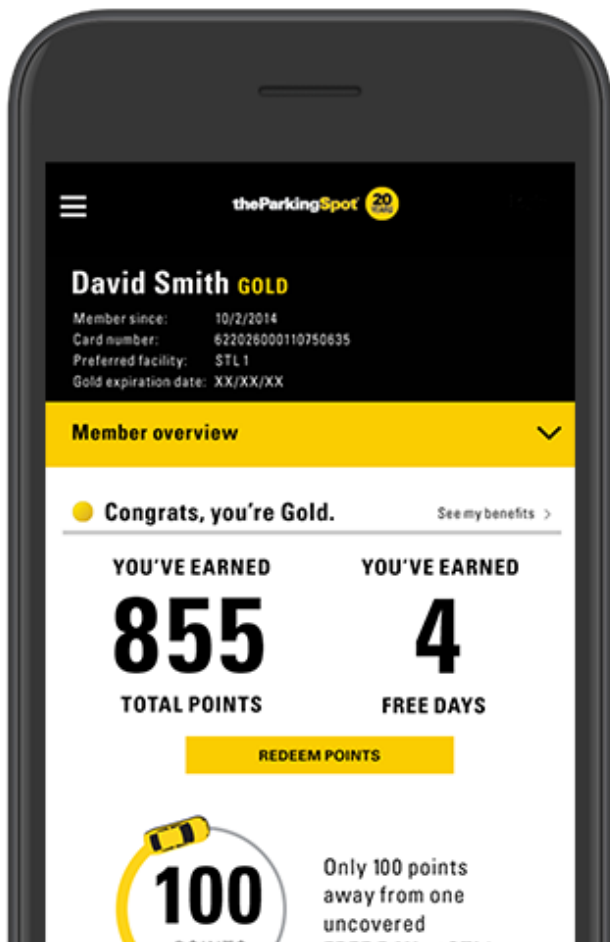 theParkingSpot 20 YEARS
David Smith GOLD
Member since: 10/2/2014
Card number: 622026000110750635
Preferred facility: STL 1
Gold expiration date: XX/XX/XX
Member overview
Congrats, you're Gold. See my benefits >
YOU'VE EARNED YOU'VE EARNED
855 4
TOTAL POINTS FREE DAYS
REDEEM POINTS
100
Only 100 points
away from one
uncovered